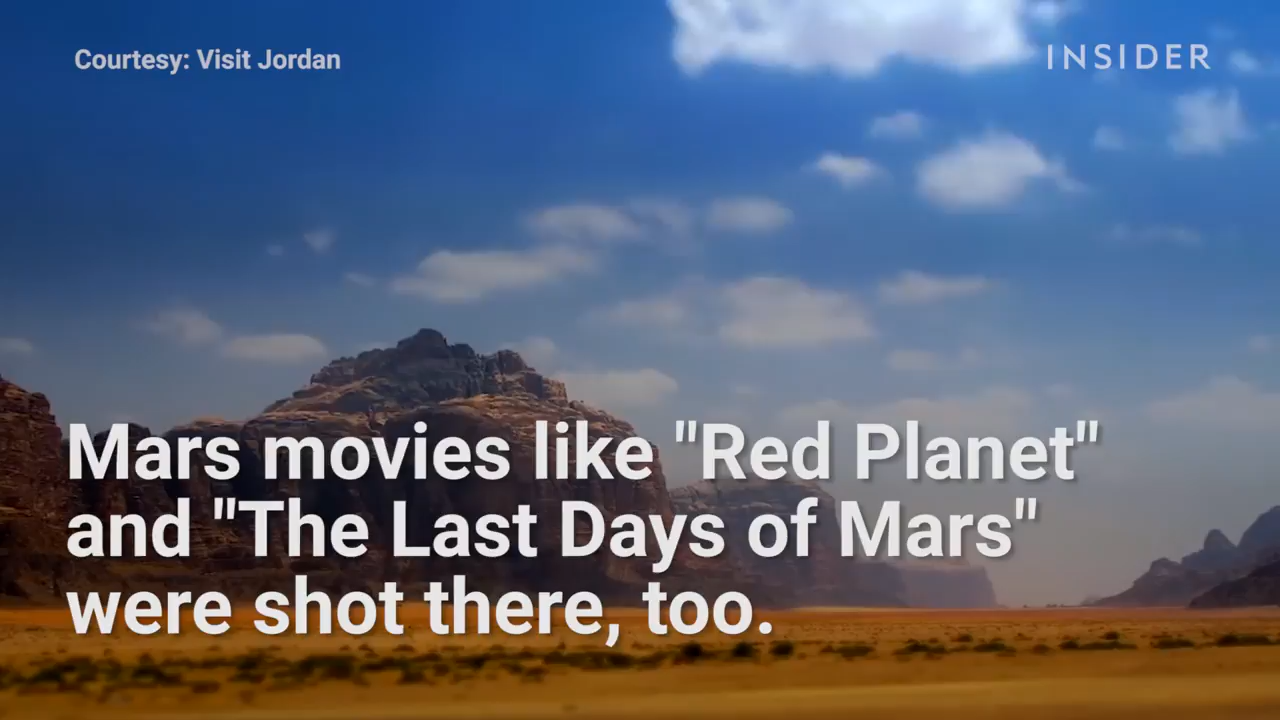 Courtesy: Visit Jordan
INSIDER
Mars movies like "Red Planet"
and "The Last Days of Mars"
were shot there, too.